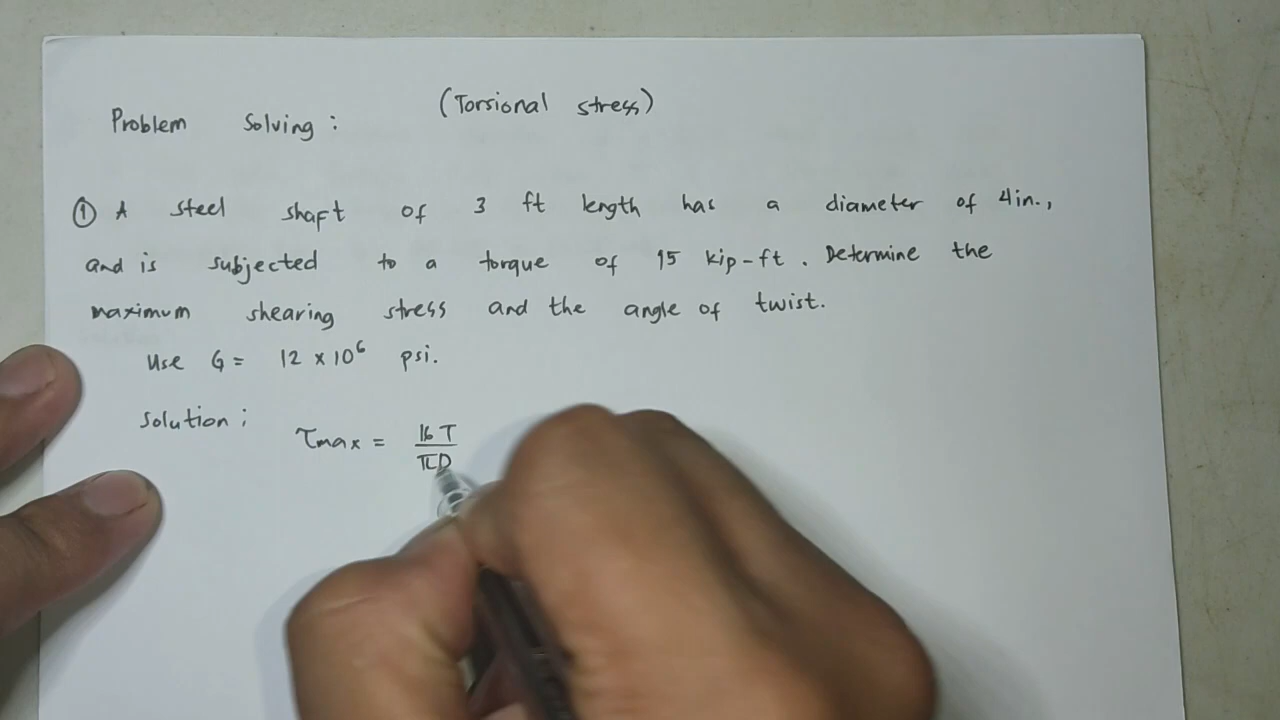 (Torsional stress)
Problem Solving :
① A steel shaft of 3 ft length has a diameter of 4in.,
and is subjected to a torque of 15 kip-ft. Determine the
maximum shearing stress and the angle of twist.
Use G = 12 x 10⁶ psi.
Solution :
τmax = 16 T
πD